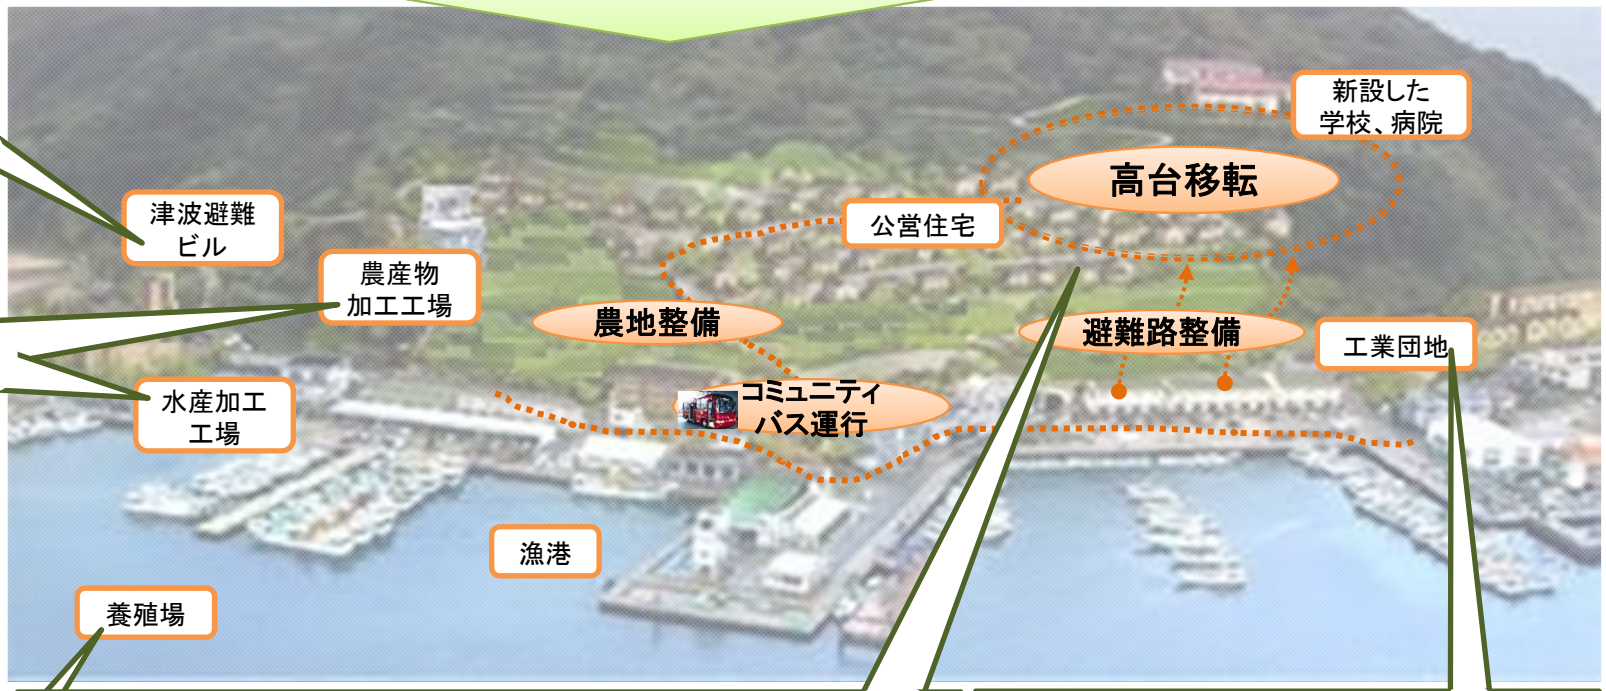 新設した
学校、病院
高台移転
津波避難
ビル
公営住宅
農産物
加工工場
農地整備
避難路整備
工業団地
水産加工
工場
コミュニティ
バス運行
漁港
養殖場